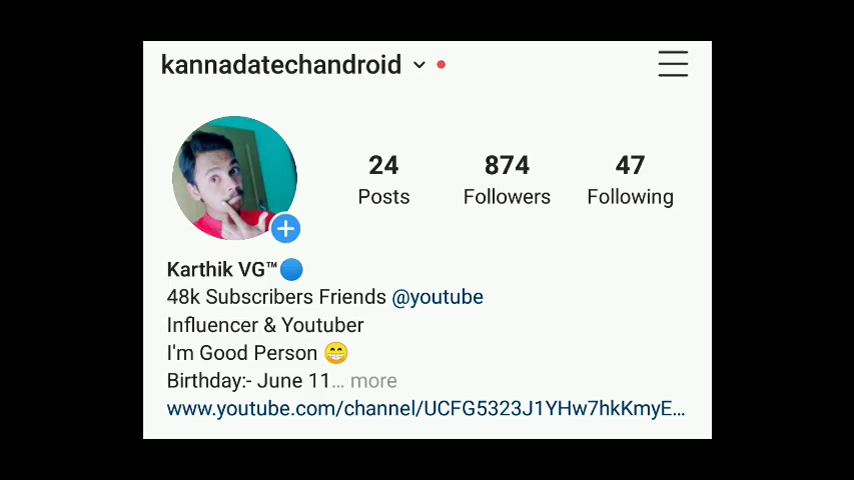 kannadatechandroid
24 874 47
Posts Followers Following
Karthik VG™🔵
48k Subscribers Friends @youtube
Influencer & Youtuber
I'm Good Person 😁
Birthday:- June 11... more
www.youtube.com/channel/UCFG5323J1YHw7hkKmyE...